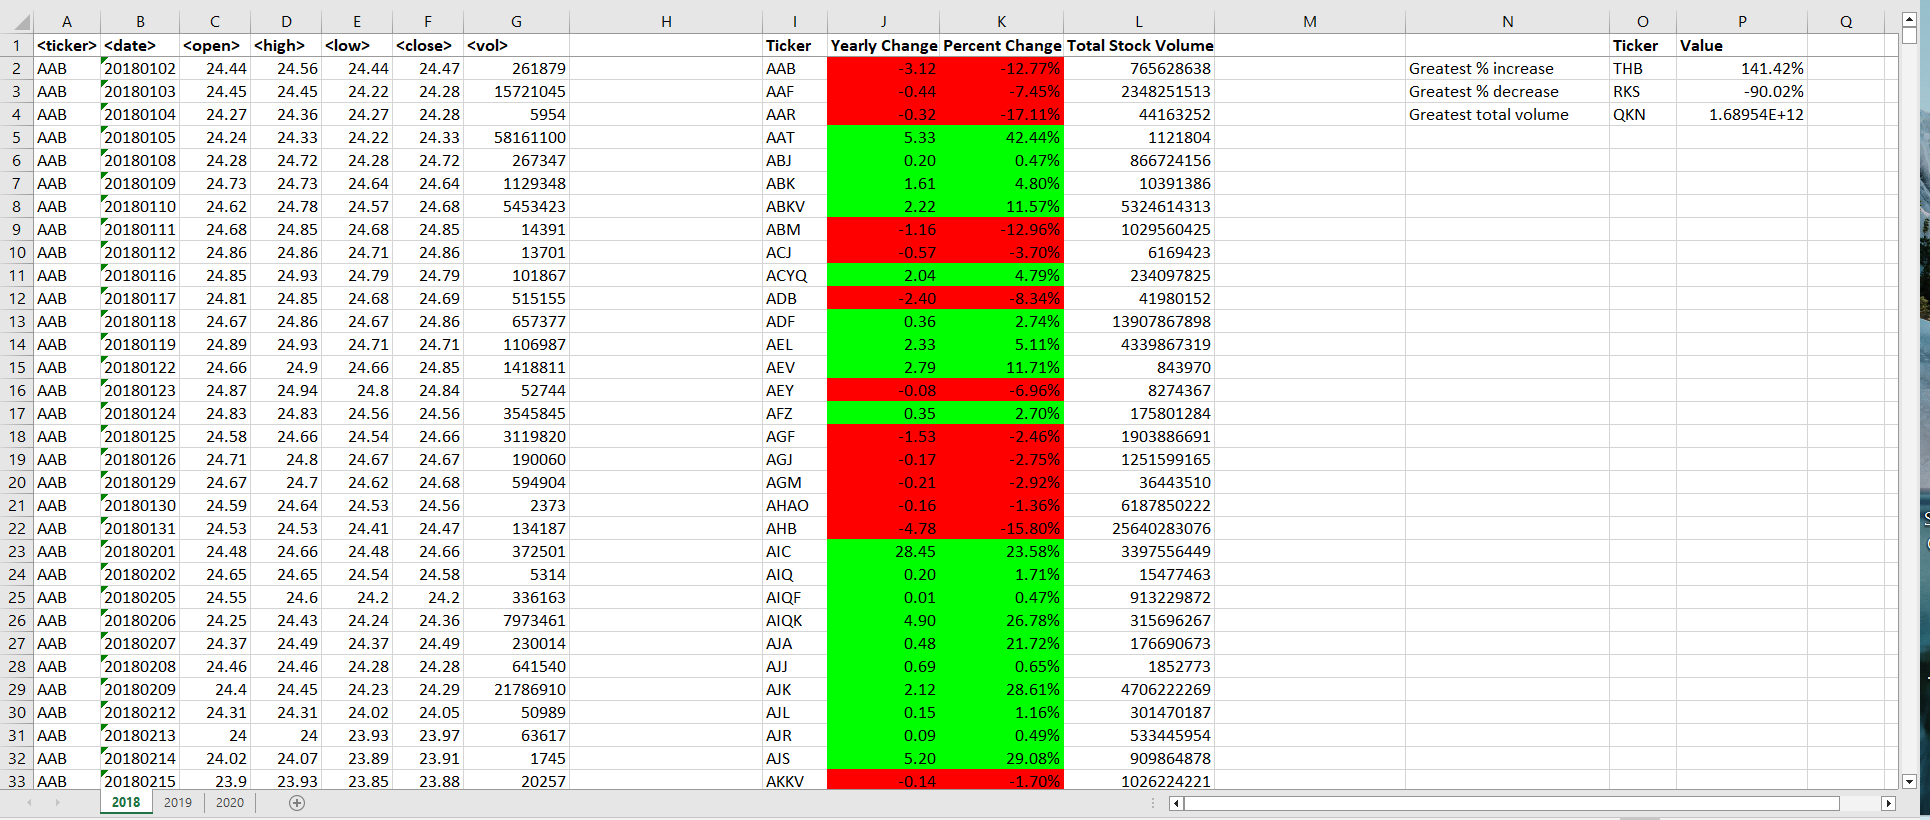 A B C D E F G H I J K L M N O P Q
1 <ticker> <date> <open> <high> <low> <close> <vol> Ticker Yearly Change Percent Change Total Stock Volume Ticker Value
2 AAB 20180102 24.44 24.56 24.44 24.47 261879 AAB -3.12 -12.77% 765628638 Greatest % increase THB 141.42%
3 AAB 20180103 24.45 24.45 24.22 24.28 15721045 AAF -0.44 -7.45% 2348251513 Greatest % decrease RKS -90.02%
4 AAB 20180104 24.27 24.36 24.27 24.28 5954 AAR -0.32 -17.11% 44163252 Greatest total volume QKN 1.68954E+12
5 AAB 20180105 24.24 24.33 24.22 24.33 58161100 AAT 5.33 42.44% 1121804
6 AAB 20180108 24.28 24.72 24.28 24.72 267347 ABJ 0.20 0.47% 866724156
7 AAB 20180109 24.73 24.73 24.64 24.64 1129348 ABK 1.61 4.80% 10391386
8 AAB 20180110 24.62 24.78 24.57 24.68 5453423 ABKV 2.22 11.57% 5324614313
9 AAB 20180111 24.68 24.85 24.68 24.85 14391 ABM -1.16 -12.96% 1029560425
10 AAB 20180112 24.86 24.86 24.71 24.86 13701 ACJ -0.57 -3.70% 6169423
11 AAB 20180116 24.85 24.93 24.79 24.79 101867 ACYQ 2.04 4.79% 234097825
12 AAB 20180117 24.81 24.85 24.68 24.69 515155 ADB -2.40 -8.34% 41980152
13 AAB 20180118 24.67 24.86 24.67 24.86 657377 ADF 0.36 2.74% 13907867898
14 AAB 20180119 24.89 24.93 24.71 24.71 1106987 AEL 2.33 5.11% 4339867319
15 AAB 20180122 24.66 24.9 24.66 24.85 1418811 AEV 2.79 11.71% 843970
16 AAB 20180123 24.87 24.94 24.8 24.84 52744 AEY -0.08 -6.96% 8274367
17 AAB 20180124 24.83 24.83 24.56 24.56 3545845 AFZ 0.35 2.70% 175801284
18 AAB 20180125 24.58 24.66 24.54 24.66 3119820 AGF -1.53 -2.46% 1903886691
19 AAB 20180126 24.71 24.8 24.67 24.67 190060 AGJ -0.17 -2.75% 1251599165
20 AAB 20180129 24.67 24.7 24.62 24.68 594904 AGM -0.21 -2.92% 36443510
21 AAB 20180130 24.59 24.64 24.53 24.56 2373 AHAO -0.16 -1.36% 6187850222
22 AAB 20180131 24.53 24.53 24.41 24.47 134187 AHB -4.78 -15.80% 25640283076
23 AAB 20180201 24.48 24.66 24.48 24.66 372501 AIC 28.45 23.58% 3397556449
24 AAB 20180202 24.65 24.65 24.54 24.58 5314 AIQ 0.20 1.71% 15477463
25 AAB 20180205 24.55 24.6 24.2 24.2 336163 AIQF 0.01 0.47% 913229872
26 AAB 20180206 24.25 24.43 24.24 24.36 7973461 AIQK 4.90 26.78% 315696267
27 AAB 20180207 24.37 24.49 24.37 24.49 230014 AJA 0.48 21.72% 176690673
28 AAB 20180208 24.46 24.46 24.28 24.28 641540 AJJ 0.69 0.65% 1852773
29 AAB 20180209 24.4 24.45 24.23 24.29 21786910 AJK 2.12 28.61% 4706222269
30 AAB 20180212 24.31 24.31 24.02 24.05 50989 AJL 0.15 1.16% 301470187
31 AAB 20180213 24 24 23.93 23.97 63617 AJR 0.09 0.49% 533445954
32 AAB 20180214 24.02 24.07 23.89 23.91 1745 AJS 5.20 29.08% 909864878
33 AAB 20180215 23.9 23.93 23.85 23.88 20257 AKKV -0.14 -1.70% 1026224221
2018 2019 2020